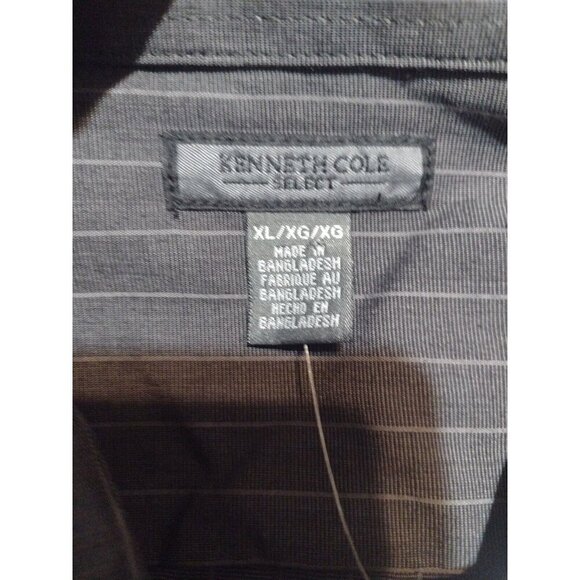 KENNETH COLE
SELECT
XL/XG/XG
MADE IN
BANGLADESH
FABRIQUE AU
BANGLADESH
HECHO EN
BANGLADESH